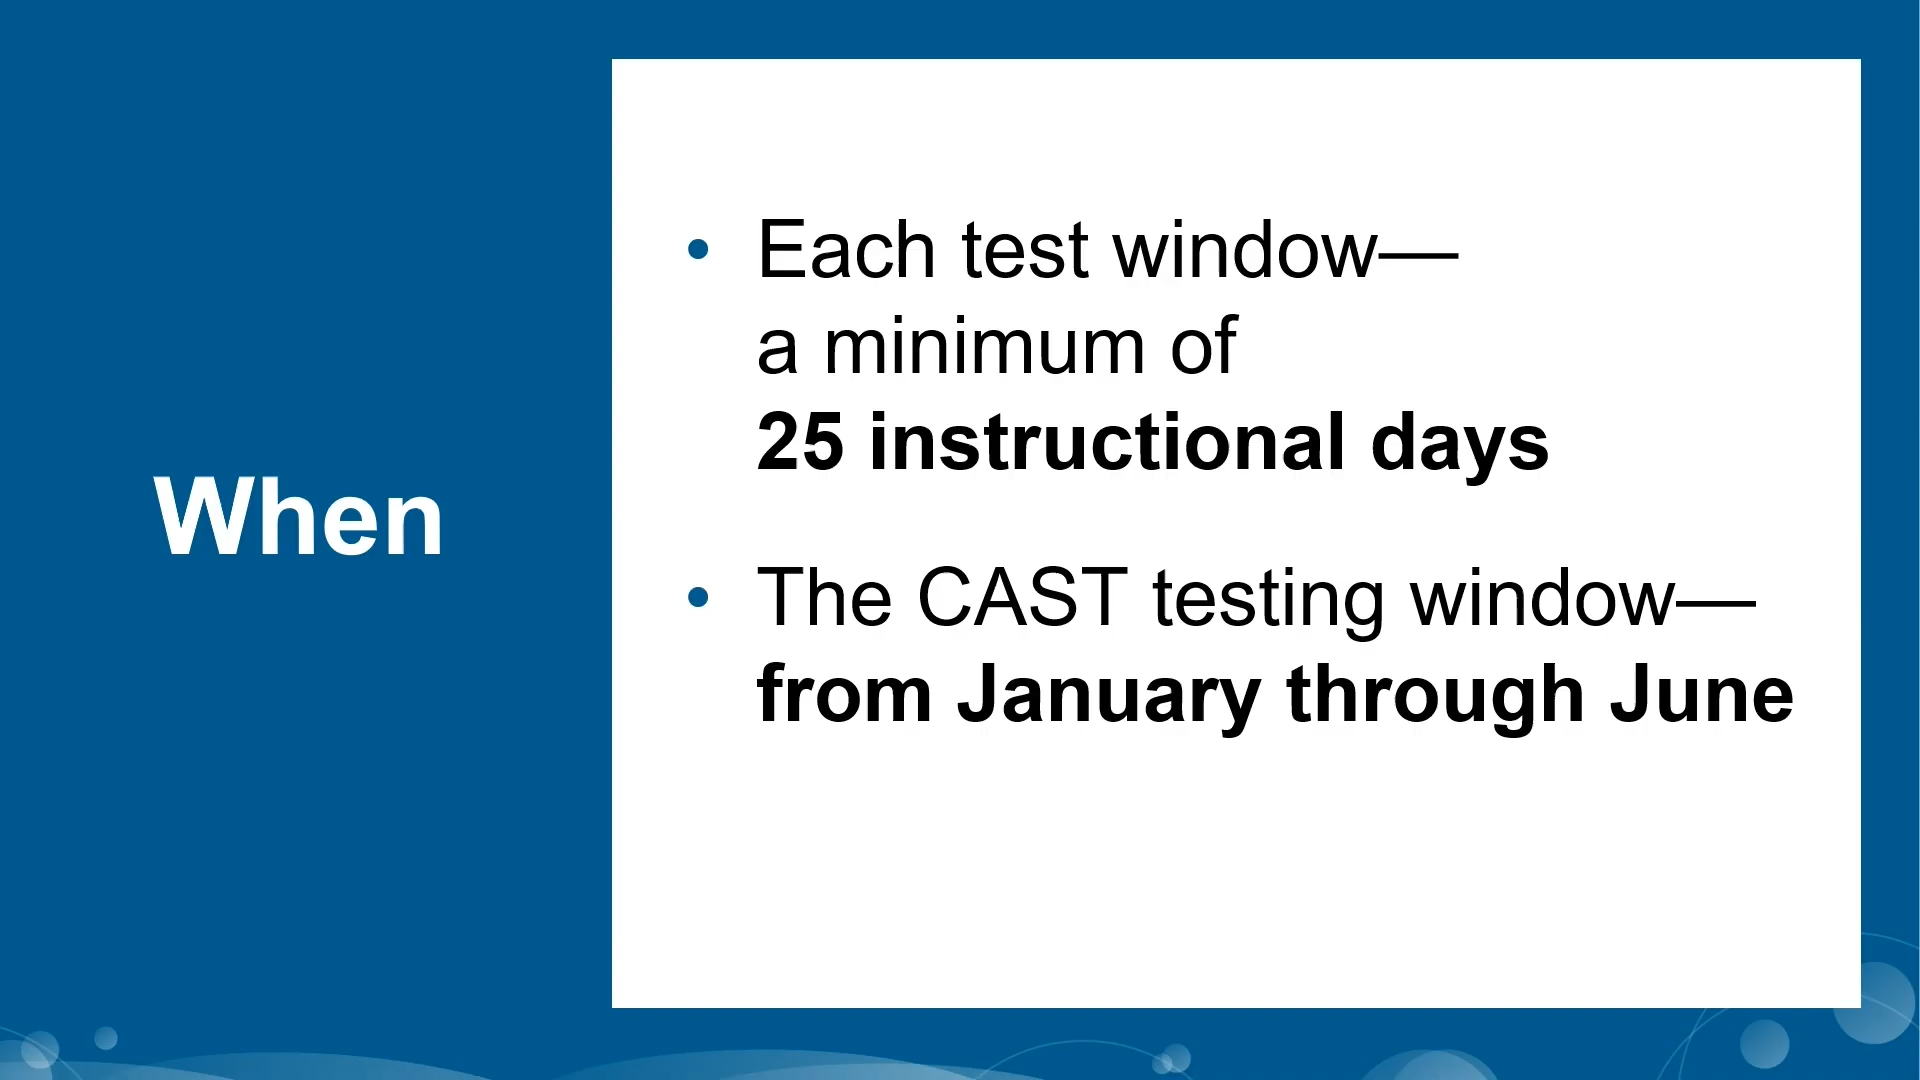 When
• Each test window—
a minimum of
25 instructional days
• The CAST testing window—
from January through June